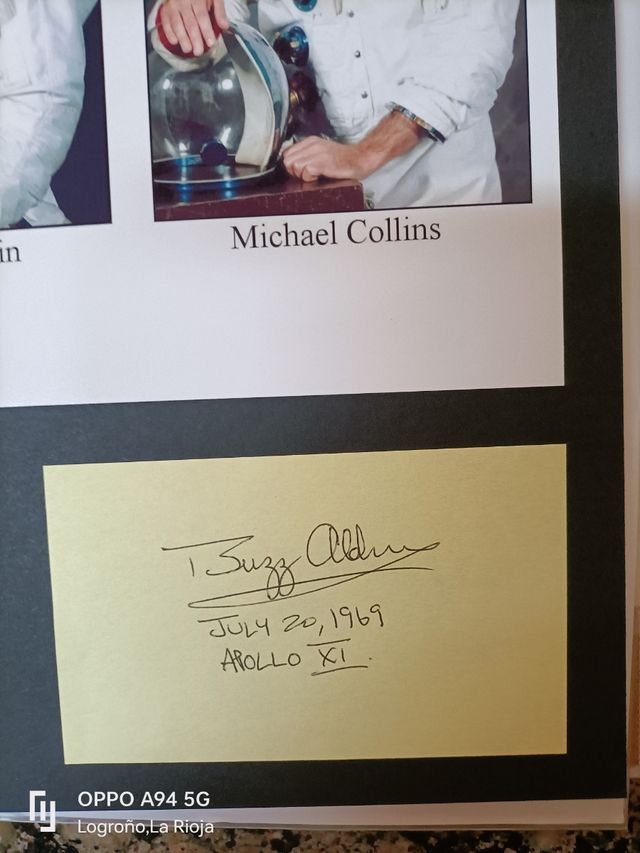 in
Michael Collins
Buzz Aldrin
JULY 20, 1969
APOLLO XI.
OPPO A94 5G
Logroño,La Rioja